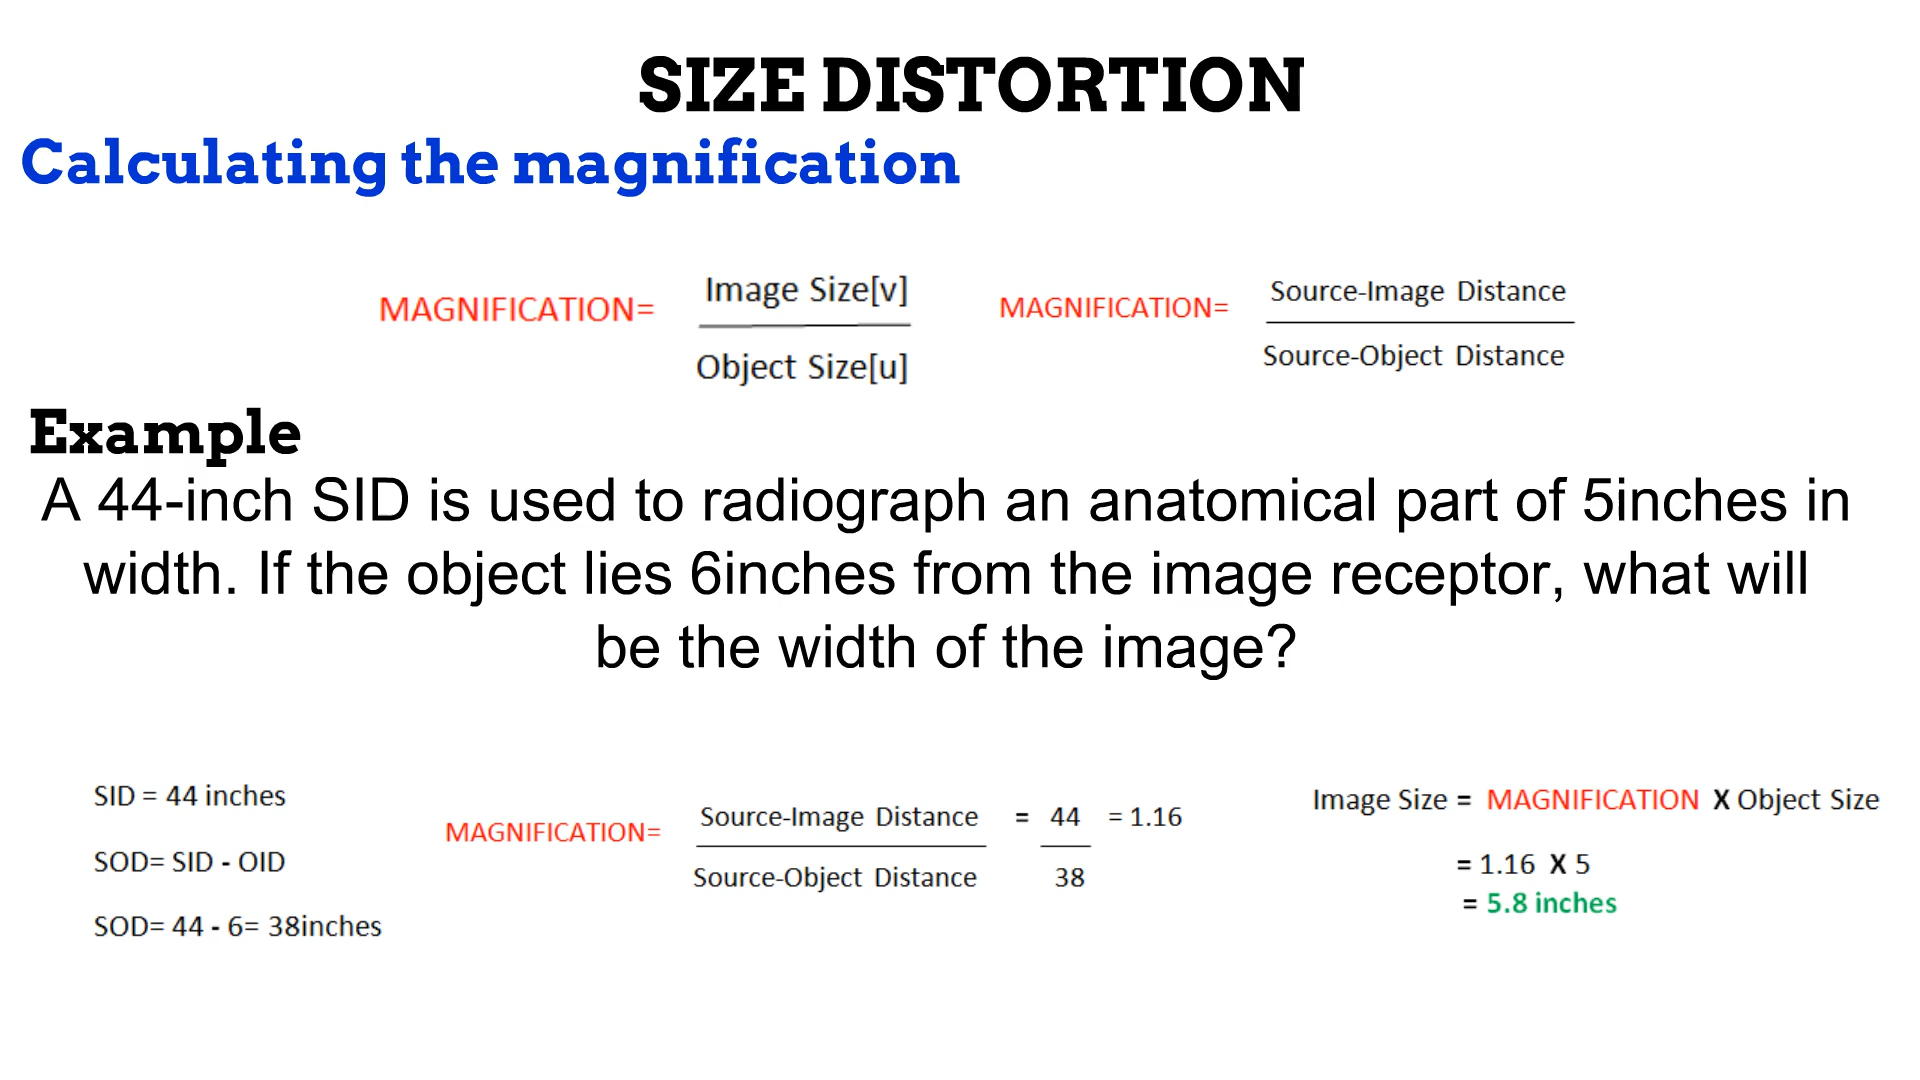 SIZE DISTORTION
Calculating the magnification
MAGNIFICATION= Image Size[v]
Object Size[u]
MAGNIFICATION= Source-Image Distance
Source-Object Distance
Example
A 44-inch SID is used to radiograph an anatomical part of 5inches in
width. If the object lies 6inches from the image receptor, what will
be the width of the image?
SID = 44 inches
SOD= SID - OID
SOD= 44 - 6= 38inches
MAGNIFICATION= Source-Image Distance = 44 = 1.16
Source-Object Distance 38
Image Size = MAGNIFICATION X Object Size
= 1.16 X 5
= 5.8 inches